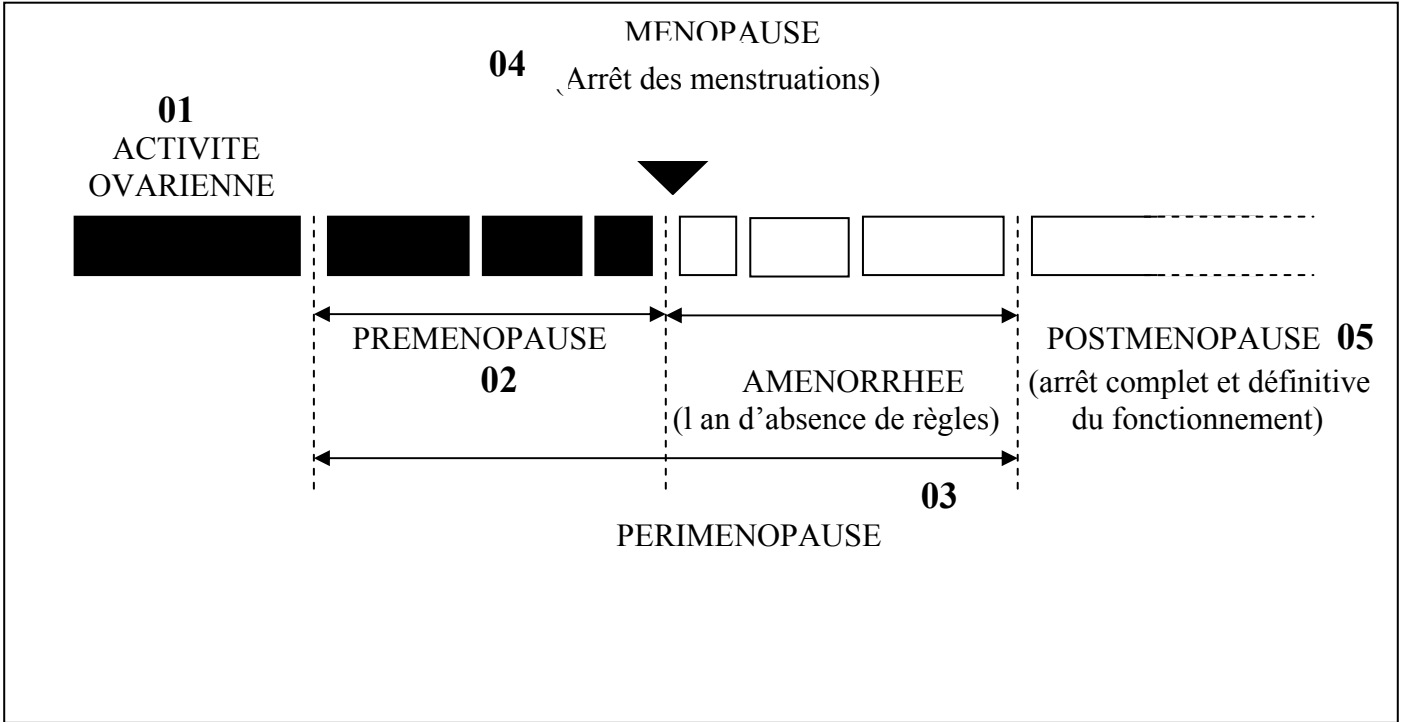 MENOPAUSE
04
(Arrêt des menstruations)
01
ACTIVITE
OVARIENNE
PREMENOPAUSE
02
AMENORRHEE
(l an d’absence de règles)
POSTMENOPAUSE 05
(arrêt complet et définitive
du fonctionnement)
03
PERIMENOPAUSE